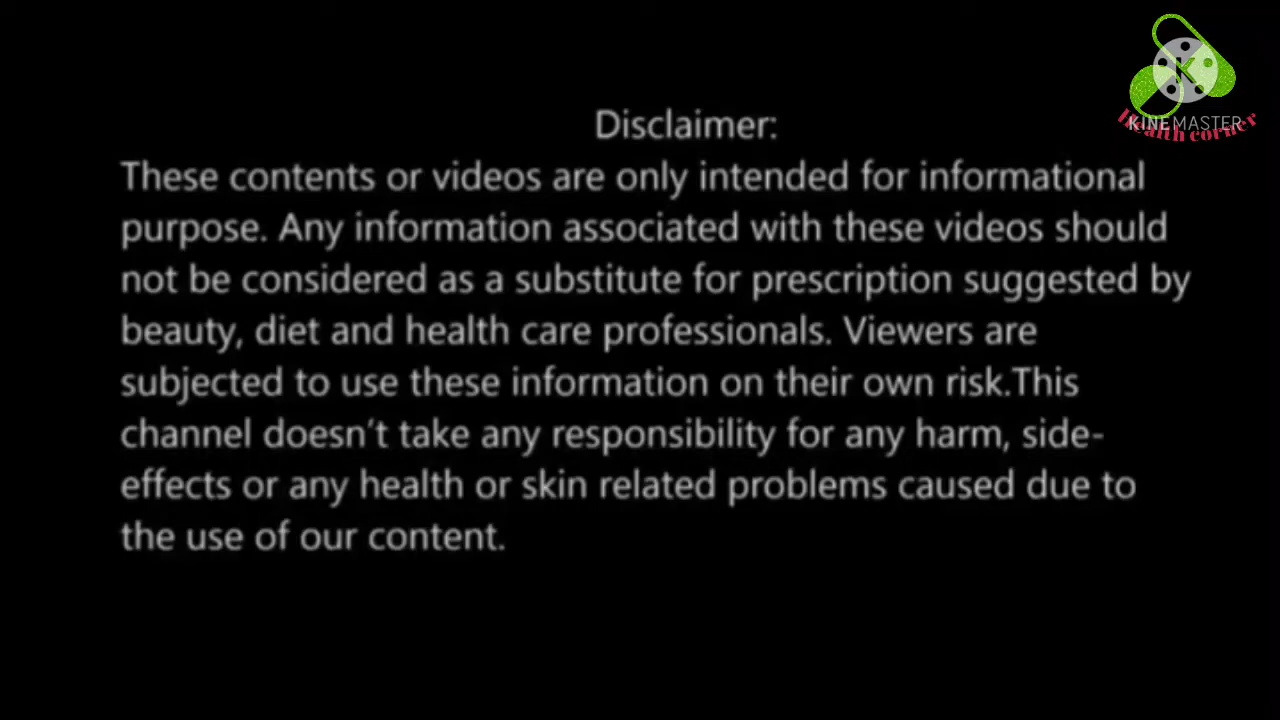 Disclaimer:
These contents or videos are only intended for informational
purpose. Any information associated with these videos should
not be considered as a substitute for prescription suggested by
beauty, diet and health care professionals. Viewers are
subjected to use these information on their own risk.This
channel doesn’t take any responsibility for any harm, side-
effects or any health or skin related problems caused due to
the use of our content.
K
KINEMASTER
Health corner